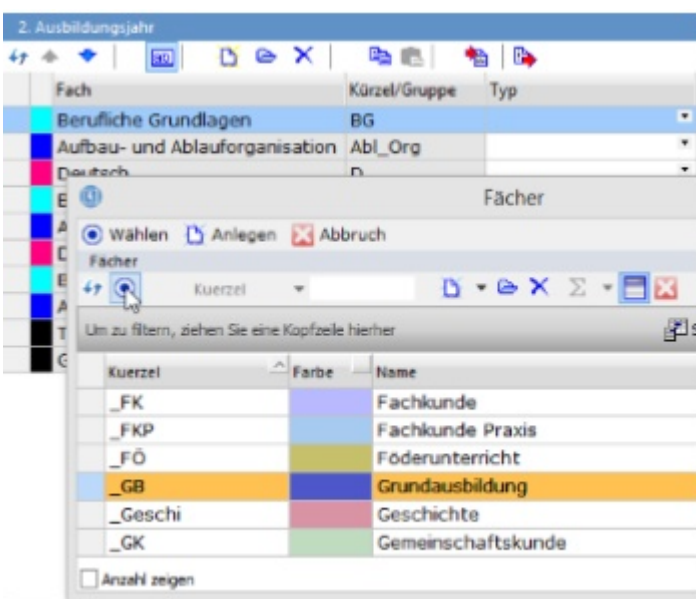 2. Ausbildungsjahr
Fach Kürzel/Gruppe Typ
Berufliche Grundlagen BG
Aufbau- und Ablauforganisation Abl_Org
Deutsch D
Fächer
Wählen Anlegen Abbruch
Fächer
Kuerzel
Um zu filtern, ziehen Sie eine Kopfzeile hierher
Kuerzel Farbe Name
_FK Fachkunde
_FKP Fachkunde Praxis
_FÖ Föderunterricht
_GB Grundausbildung
_Geschi Geschichte
_GK Gemeinschaftskunde
Anzahl zeigen